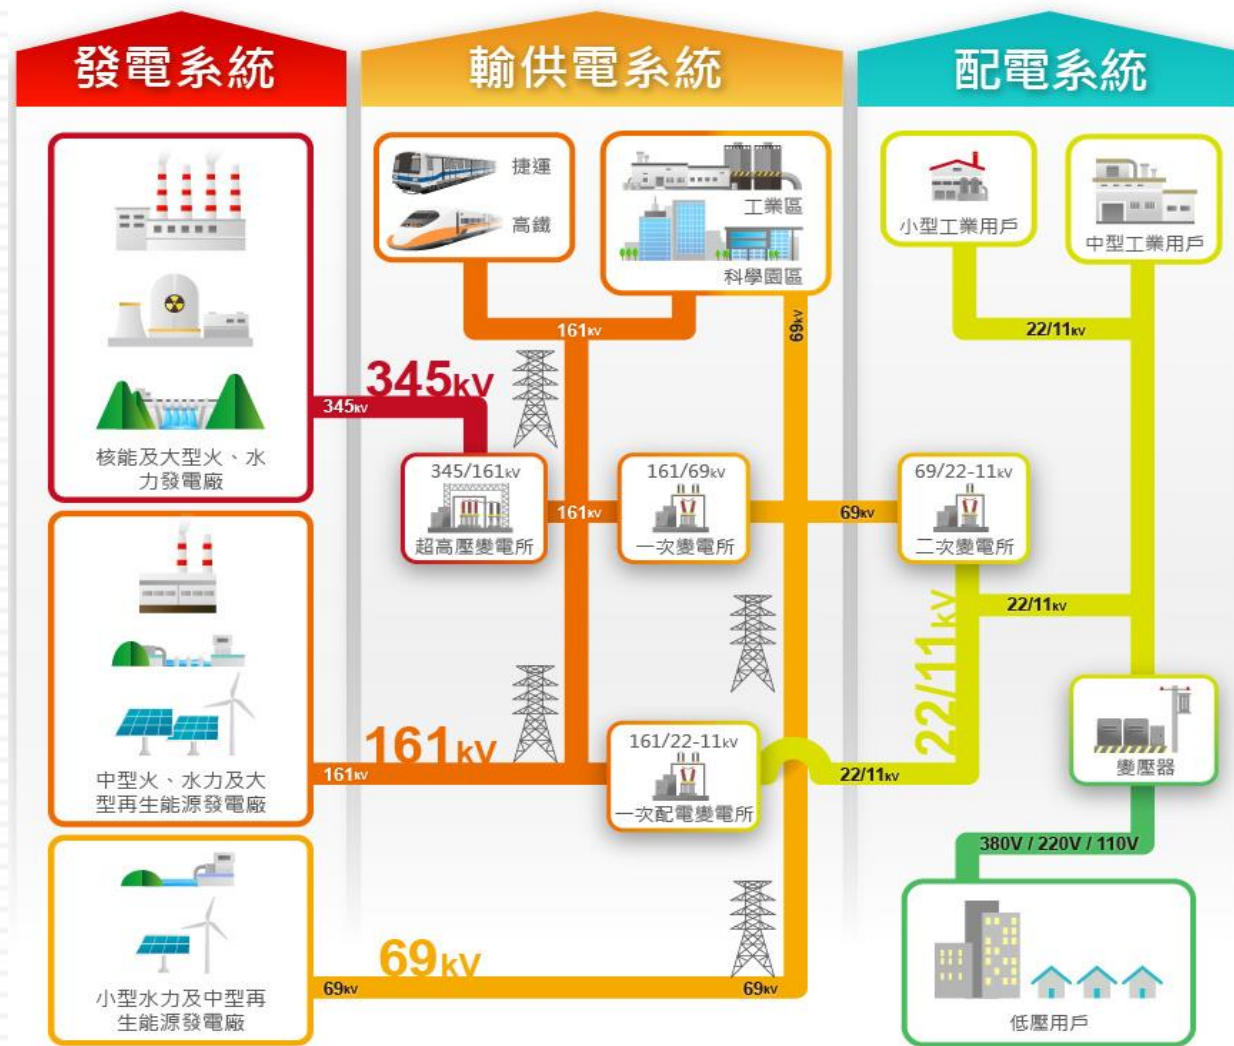 發電系統
輸供電系統
配電系統
捷運
高鐵
工業區
科學園區
小型工業用戶
中型工業用戶
161kV
69kV
22/11kV
345kV
345kV
核能及大型火、水
力發電廠
345/161kV
超高壓變電所
161kV
161/69kV
一次變電所
69kV
69/22-11kV
二次變電所
22/11kV
22/11kV
161kV
161kV
中型火、水力及大
型再生能源發電廠
161/22-11kV
一次配電變電所
22/11kV
變壓器
380V / 220V / 110V
69kV
69kV
69kV
小型水力及中型再
生能源發電廠
低壓用戶